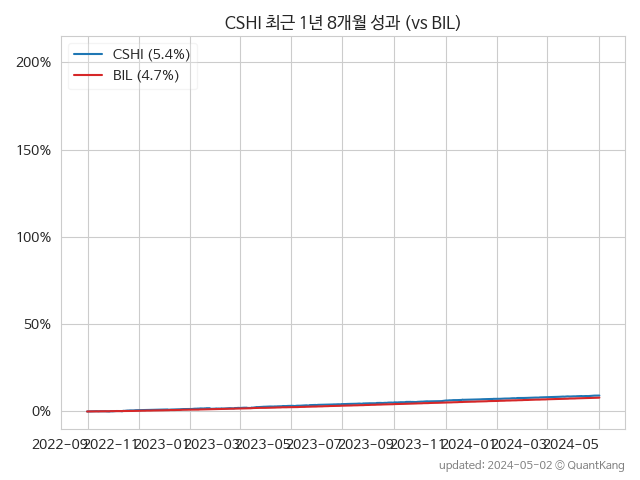 CSHI 최근 1년 8개월 성과 (vs BIL)
CSHI (5.4%)
BIL (4.7%)
200%
150%
100%
50%
0%
2022-09 2022-11 2023-01 2023-03 2023-05 2023-07 2023-09 2023-11 2024-01 2024-03 2024-05
updated: 2024-05-02 © QuantKang